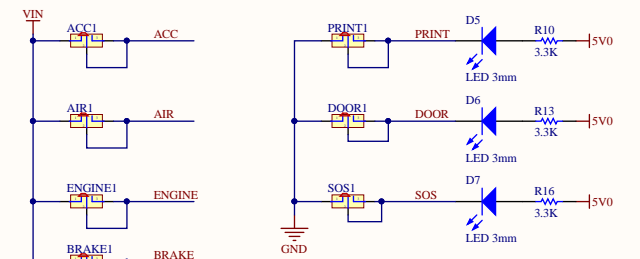 VIN
ACC1
ACC
AIR1
AIR
ENGINE1
ENGINE
BRAKE1
BRAKE
PRINT1
PRINT
D5
LED 3mm
R10
3.3K
5V0
DOOR1
DOOR
D6
LED 3mm
R13
3.3K
5V0
SOS1
SOS
D7
LED 3mm
R16
3.3K
5V0
GND